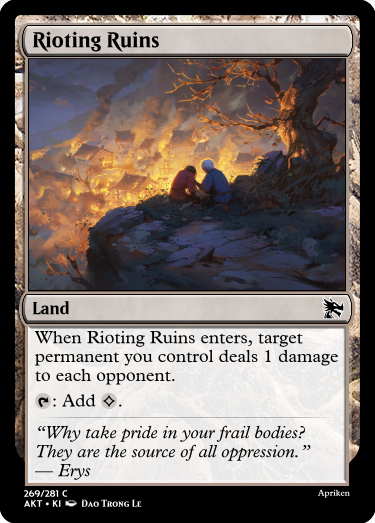 Rioting Ruins
Land
When Rioting Ruins enters, target
permanent you control deals 1 damage
to each opponent.
: Add .
“Why take pride in your frail bodies?
They are the source of all oppression.”
— Erys
269/281 C
Apriken
AKT • KI Dao Trong Le